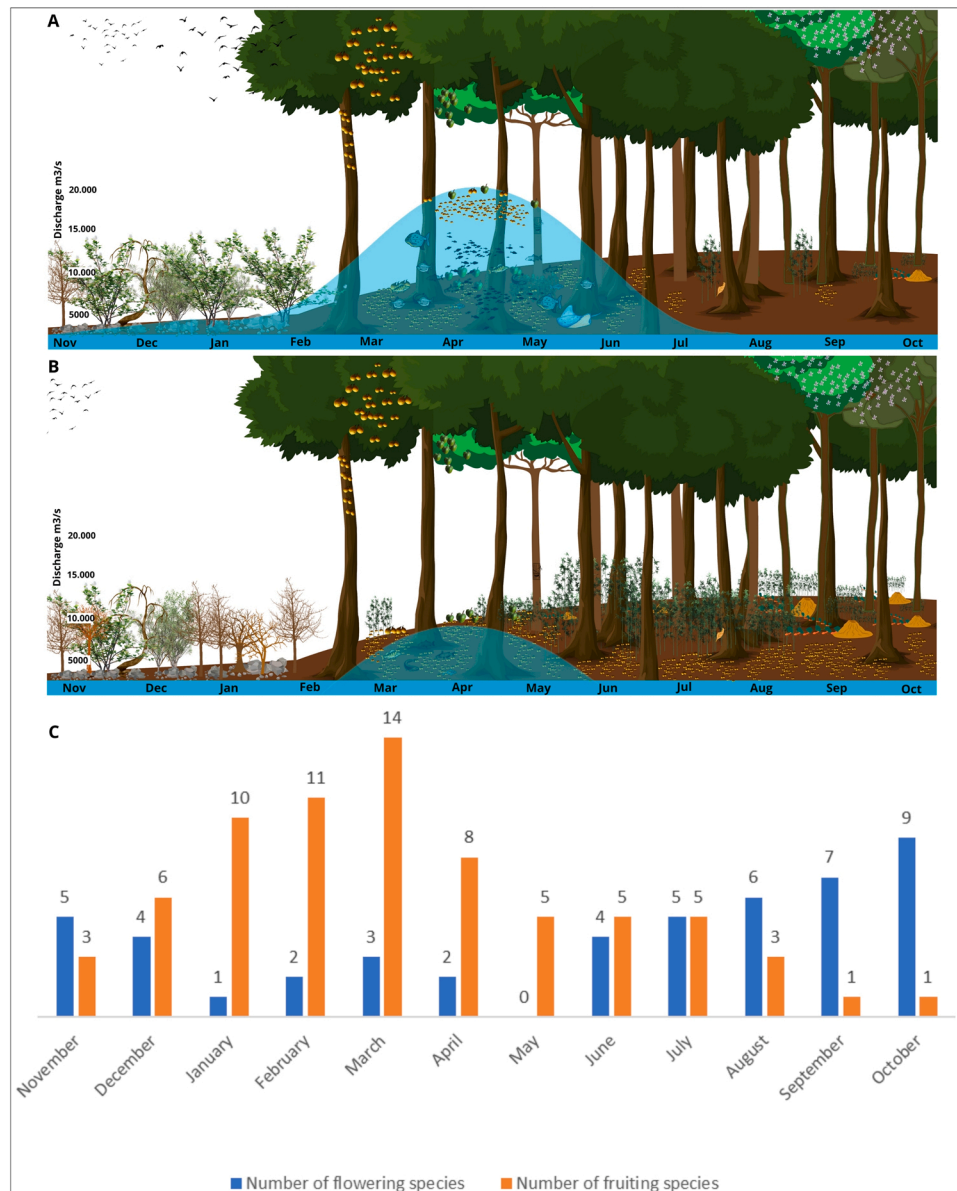 A
Discharge m3/s
20.000
15.000
10.000
5000
Nov Dec Jan Feb Mar Apr May Jun Jul Aug Sep Oct
B
Discharge m3/s
20.000
15.000
10.000
5000
Nov Dec Jan Feb Mar Apr May Jun Jul Aug Sep Oct
C
5 3 4 6 1 10 2 11 3 14 2 8 0 5 4 5 5 5 6 3 7 1 9 1
November December January February March April May June July August September October
Number of flowering species Number of fruiting species